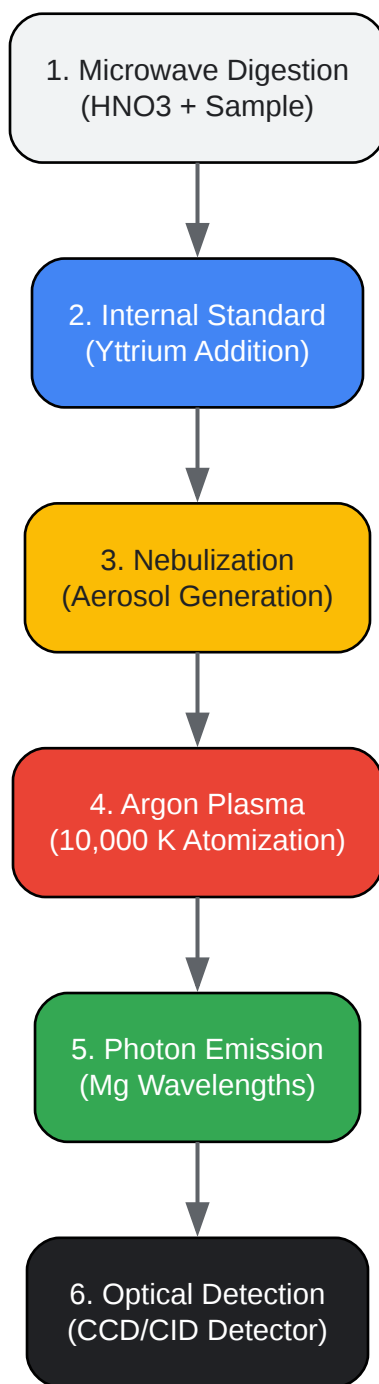 1. Microwave Digestion
(HNO3 + Sample)
2. Internal Standard
(Yttrium Addition)
3. Nebulization
(Aerosol Generation)
4. Argon Plasma
(10,000 K Atomization)
5. Photon Emission
(Mg Wavelengths)
6. Optical Detection
(CCD/CID Detector)